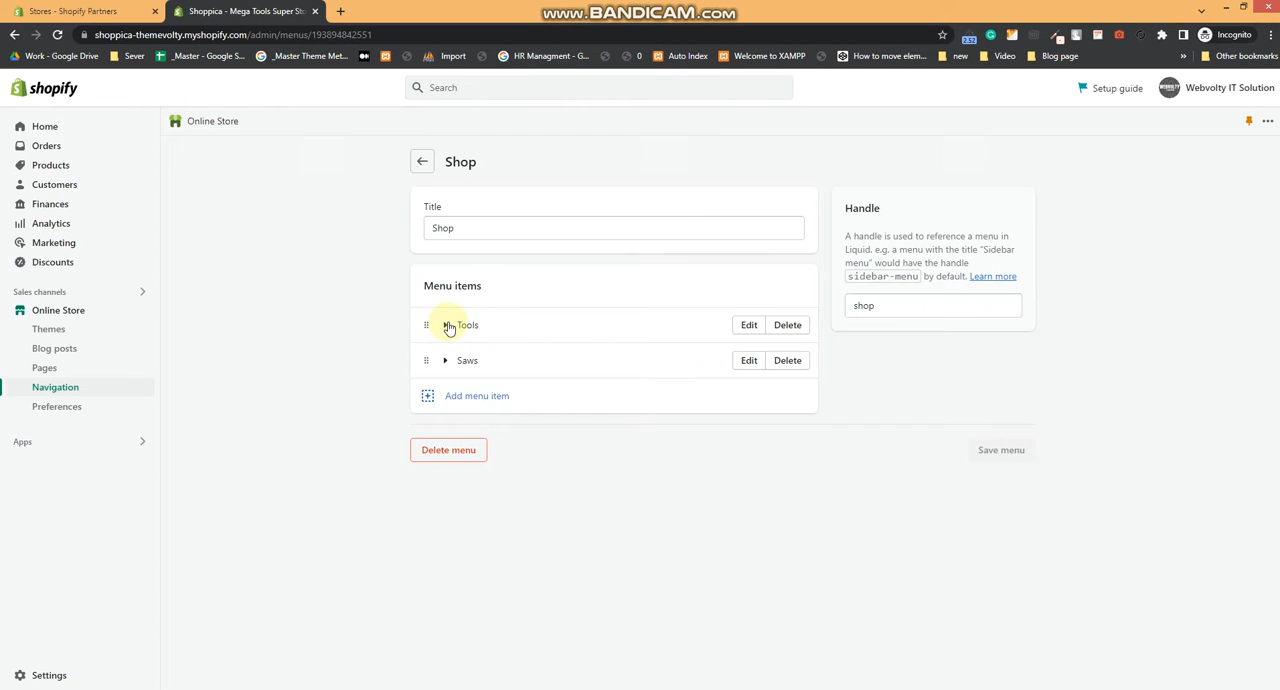 Stores - Shopify Partners
Shoppica - Mega Tools Super Sto
www.BANDICAM.com
shoppica-themevolty.myshopify.com/admin/menus/193894842551
2.52
Incognito
Work - Google Drive
Sever
_Master - Google S...
_Master Theme Met...
Import
HR Managment - G...
0
Auto Index
Welcome to XAMPP
How to move elem...
new
Video
Blog page
»
Other bookmarks
shopify
Search
Setup guide
Webvolty IT Solution
Home
Online Store
Orders
Products
Customers
Finances
Analytics
Marketing
Discounts
Sales channels
Online Store
Themes
Blog posts
Pages
Navigation
Preferences
Apps
Settings
Shop
Title
Shop
Menu items
Tools
Edit
Delete
Saws
Edit
Delete
Add menu item
Delete menu
Save menu
Handle
A handle is used to reference a menu in
Liquid. e.g. a menu with the title "Sidebar
menu" would have the handle
sidebar-menu by default. Learn more
shop